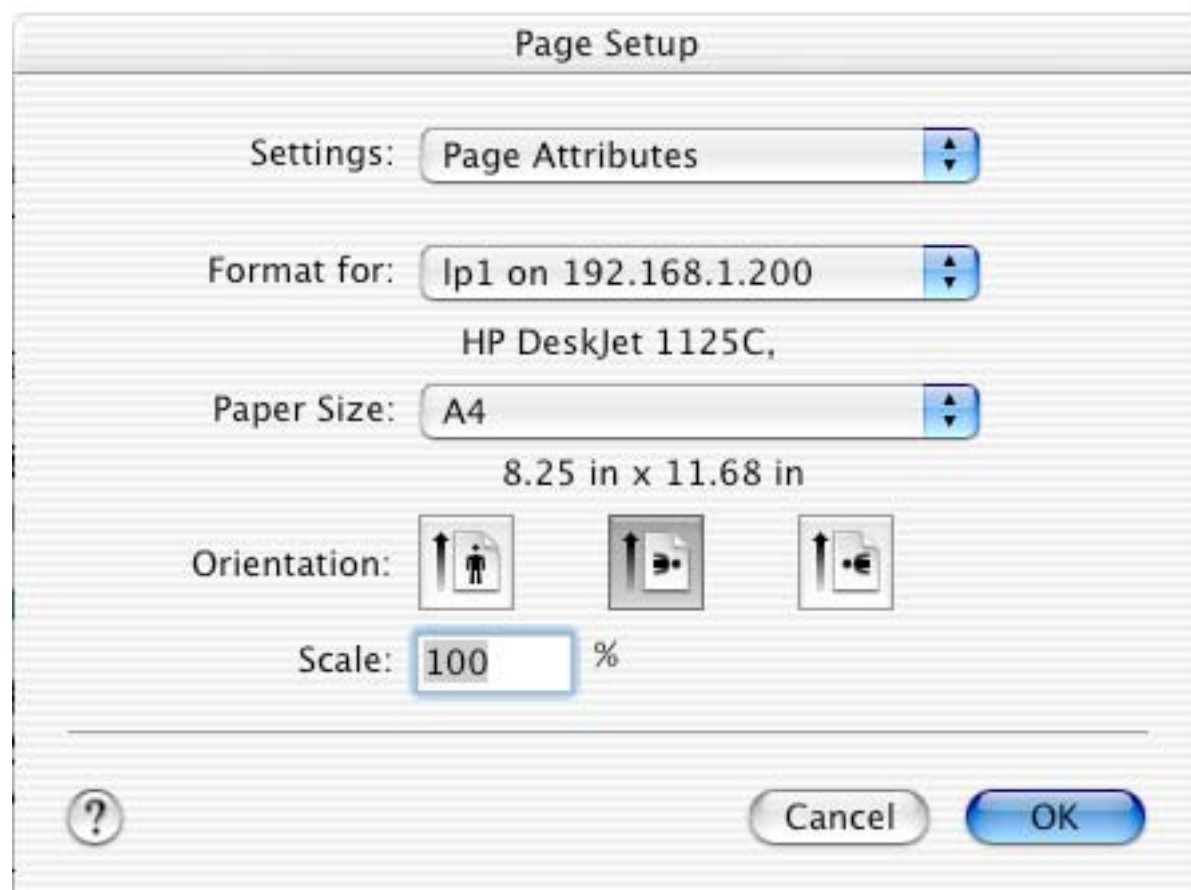 Page Setup
Settings: Page Attributes
Format for: lp1 on 192.168.1.200
HP DeskJet 1125C,
Paper Size: A4
8.25 in x 11.68 in
Orientation:
Scale: 100 %
? Cancel OK